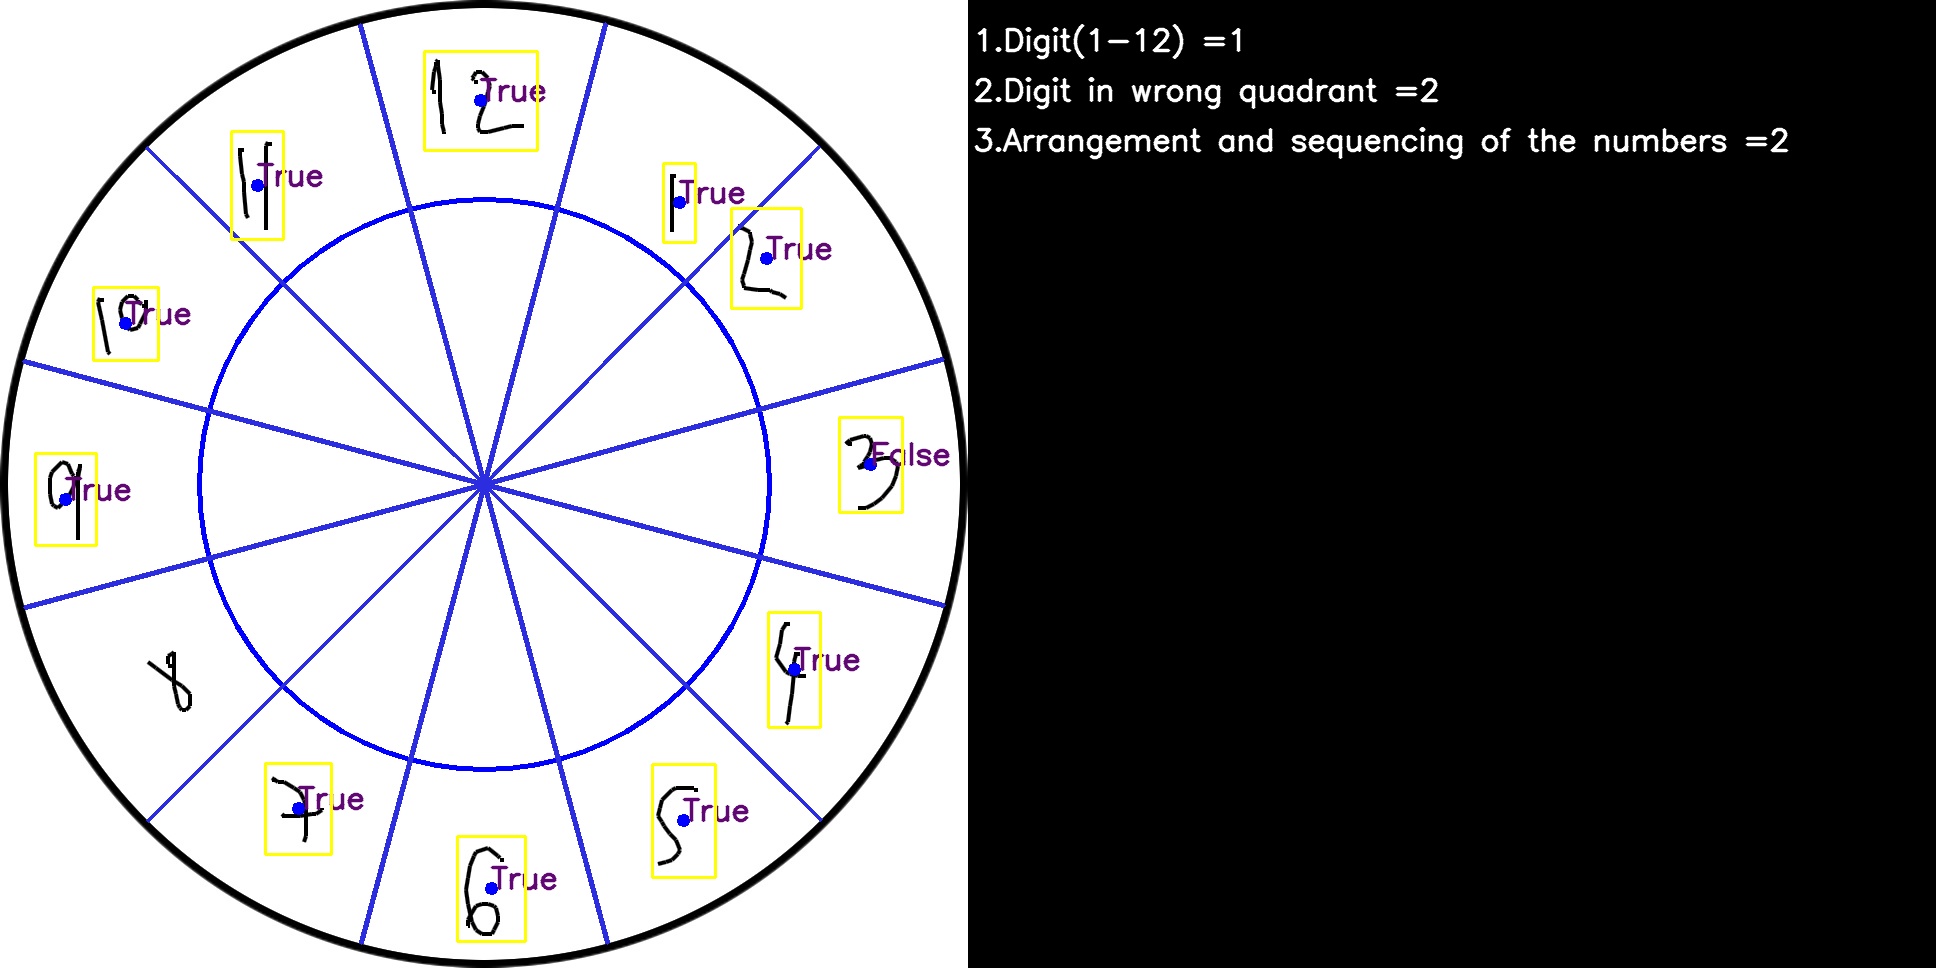 12 True
11 True
1 True
2 True
10 True
3 False
9 True
4 True
8
7 True
5 True
6 True
1.Digit(1-12) =1
2.Digit in wrong quadrant =2
3.Arrangement and sequencing of the numbers =2